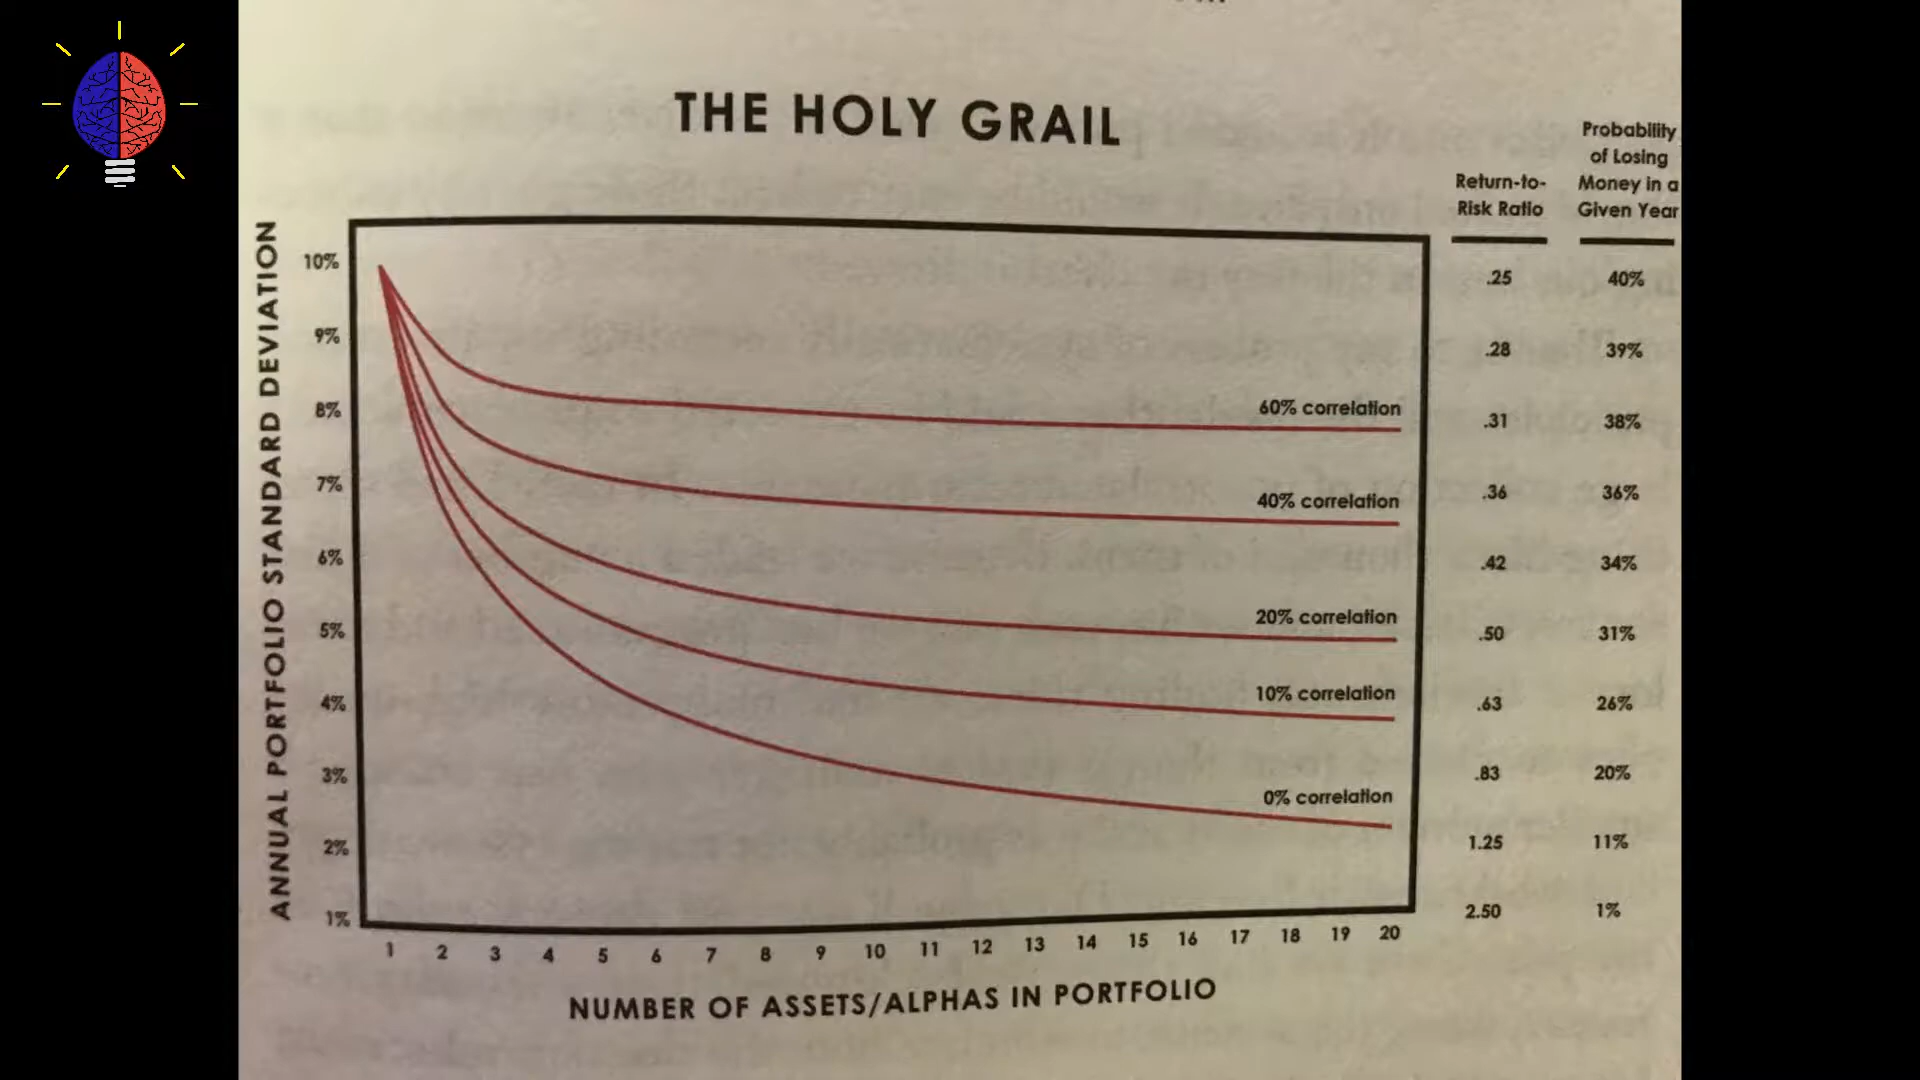 THE HOLY GRAIL
Return-to-
Risk Ratio
Probability
of Losing
Money in a
Given Year
ANNUAL PORTFOLIO STANDARD DEVIATION
10%
9%
8%
7%
6%
5%
4%
3%
2%
1%
60% correlation
40% correlation
20% correlation
10% correlation
0% correlation
.25 40%
.28 39%
.31 38%
.36 36%
.42 34%
.50 31%
.63 26%
.83 20%
1.25 11%
2.50 1%
1 2 3 4 5 6 7 8 9 10 11 12 13 14 15 16 17 18 19 20
NUMBER OF ASSETS/ALPHAS IN PORTFOLIO